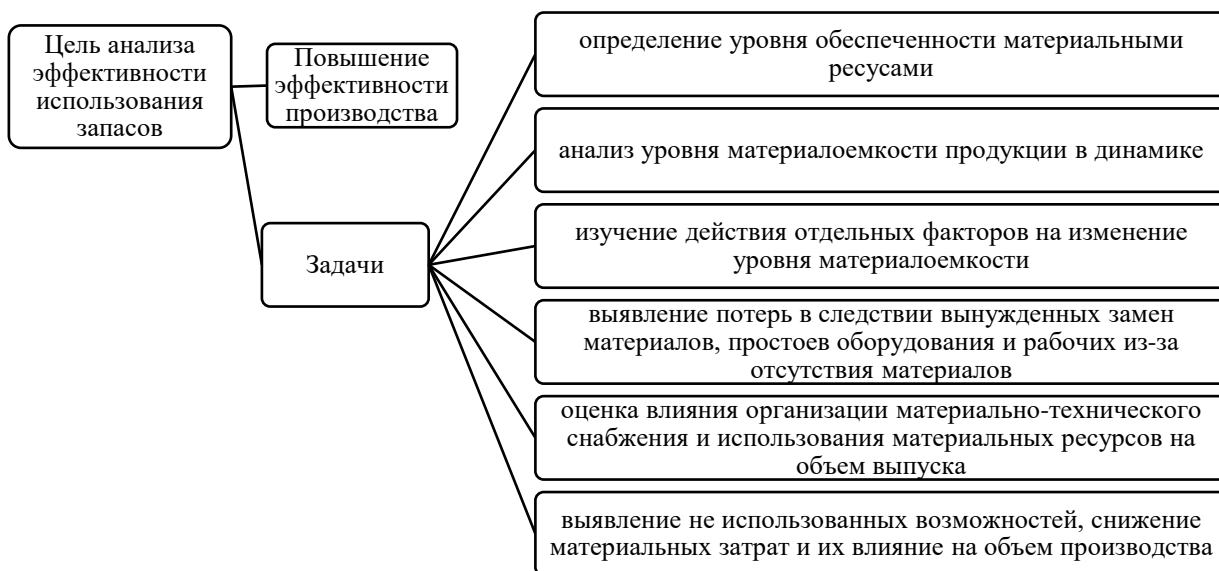 Цель анализа
эффективности
использования
запасов
Повышение
эффективности
производства
Задачи
определение уровня обеспеченности материальными
ресусами
анализ уровня материалоемкости продукции в динамике
изучение действия отдельных факторов на изменение
уровня материалоемкости
выявление потерь в следствии вынужденных замен
материалов, простоев оборудования и рабочих из-за
отсутствия материалов
оценка влияния организации материально-технического
снабжения и использования материальных ресурсов на
объем выпуска
выявление не использованных возможностей, снижение
материальных затрат и их влияние на объем производства